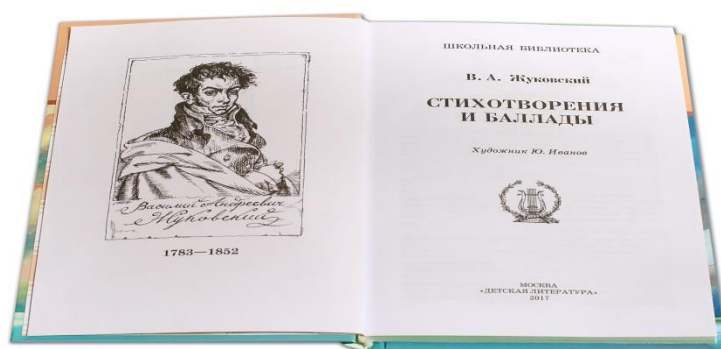 Василий Андреевич
Жуковский
1783—1852
ШКОЛЬНАЯ БИБЛИОТЕКА
В. А. Жуковский
СТИХОТВОРЕНИЯ
И БАЛЛАДЫ
Художник Ю. Иванов
МОСКВА
«ДЕТСКАЯ ЛИТЕРАТУРА»
2017